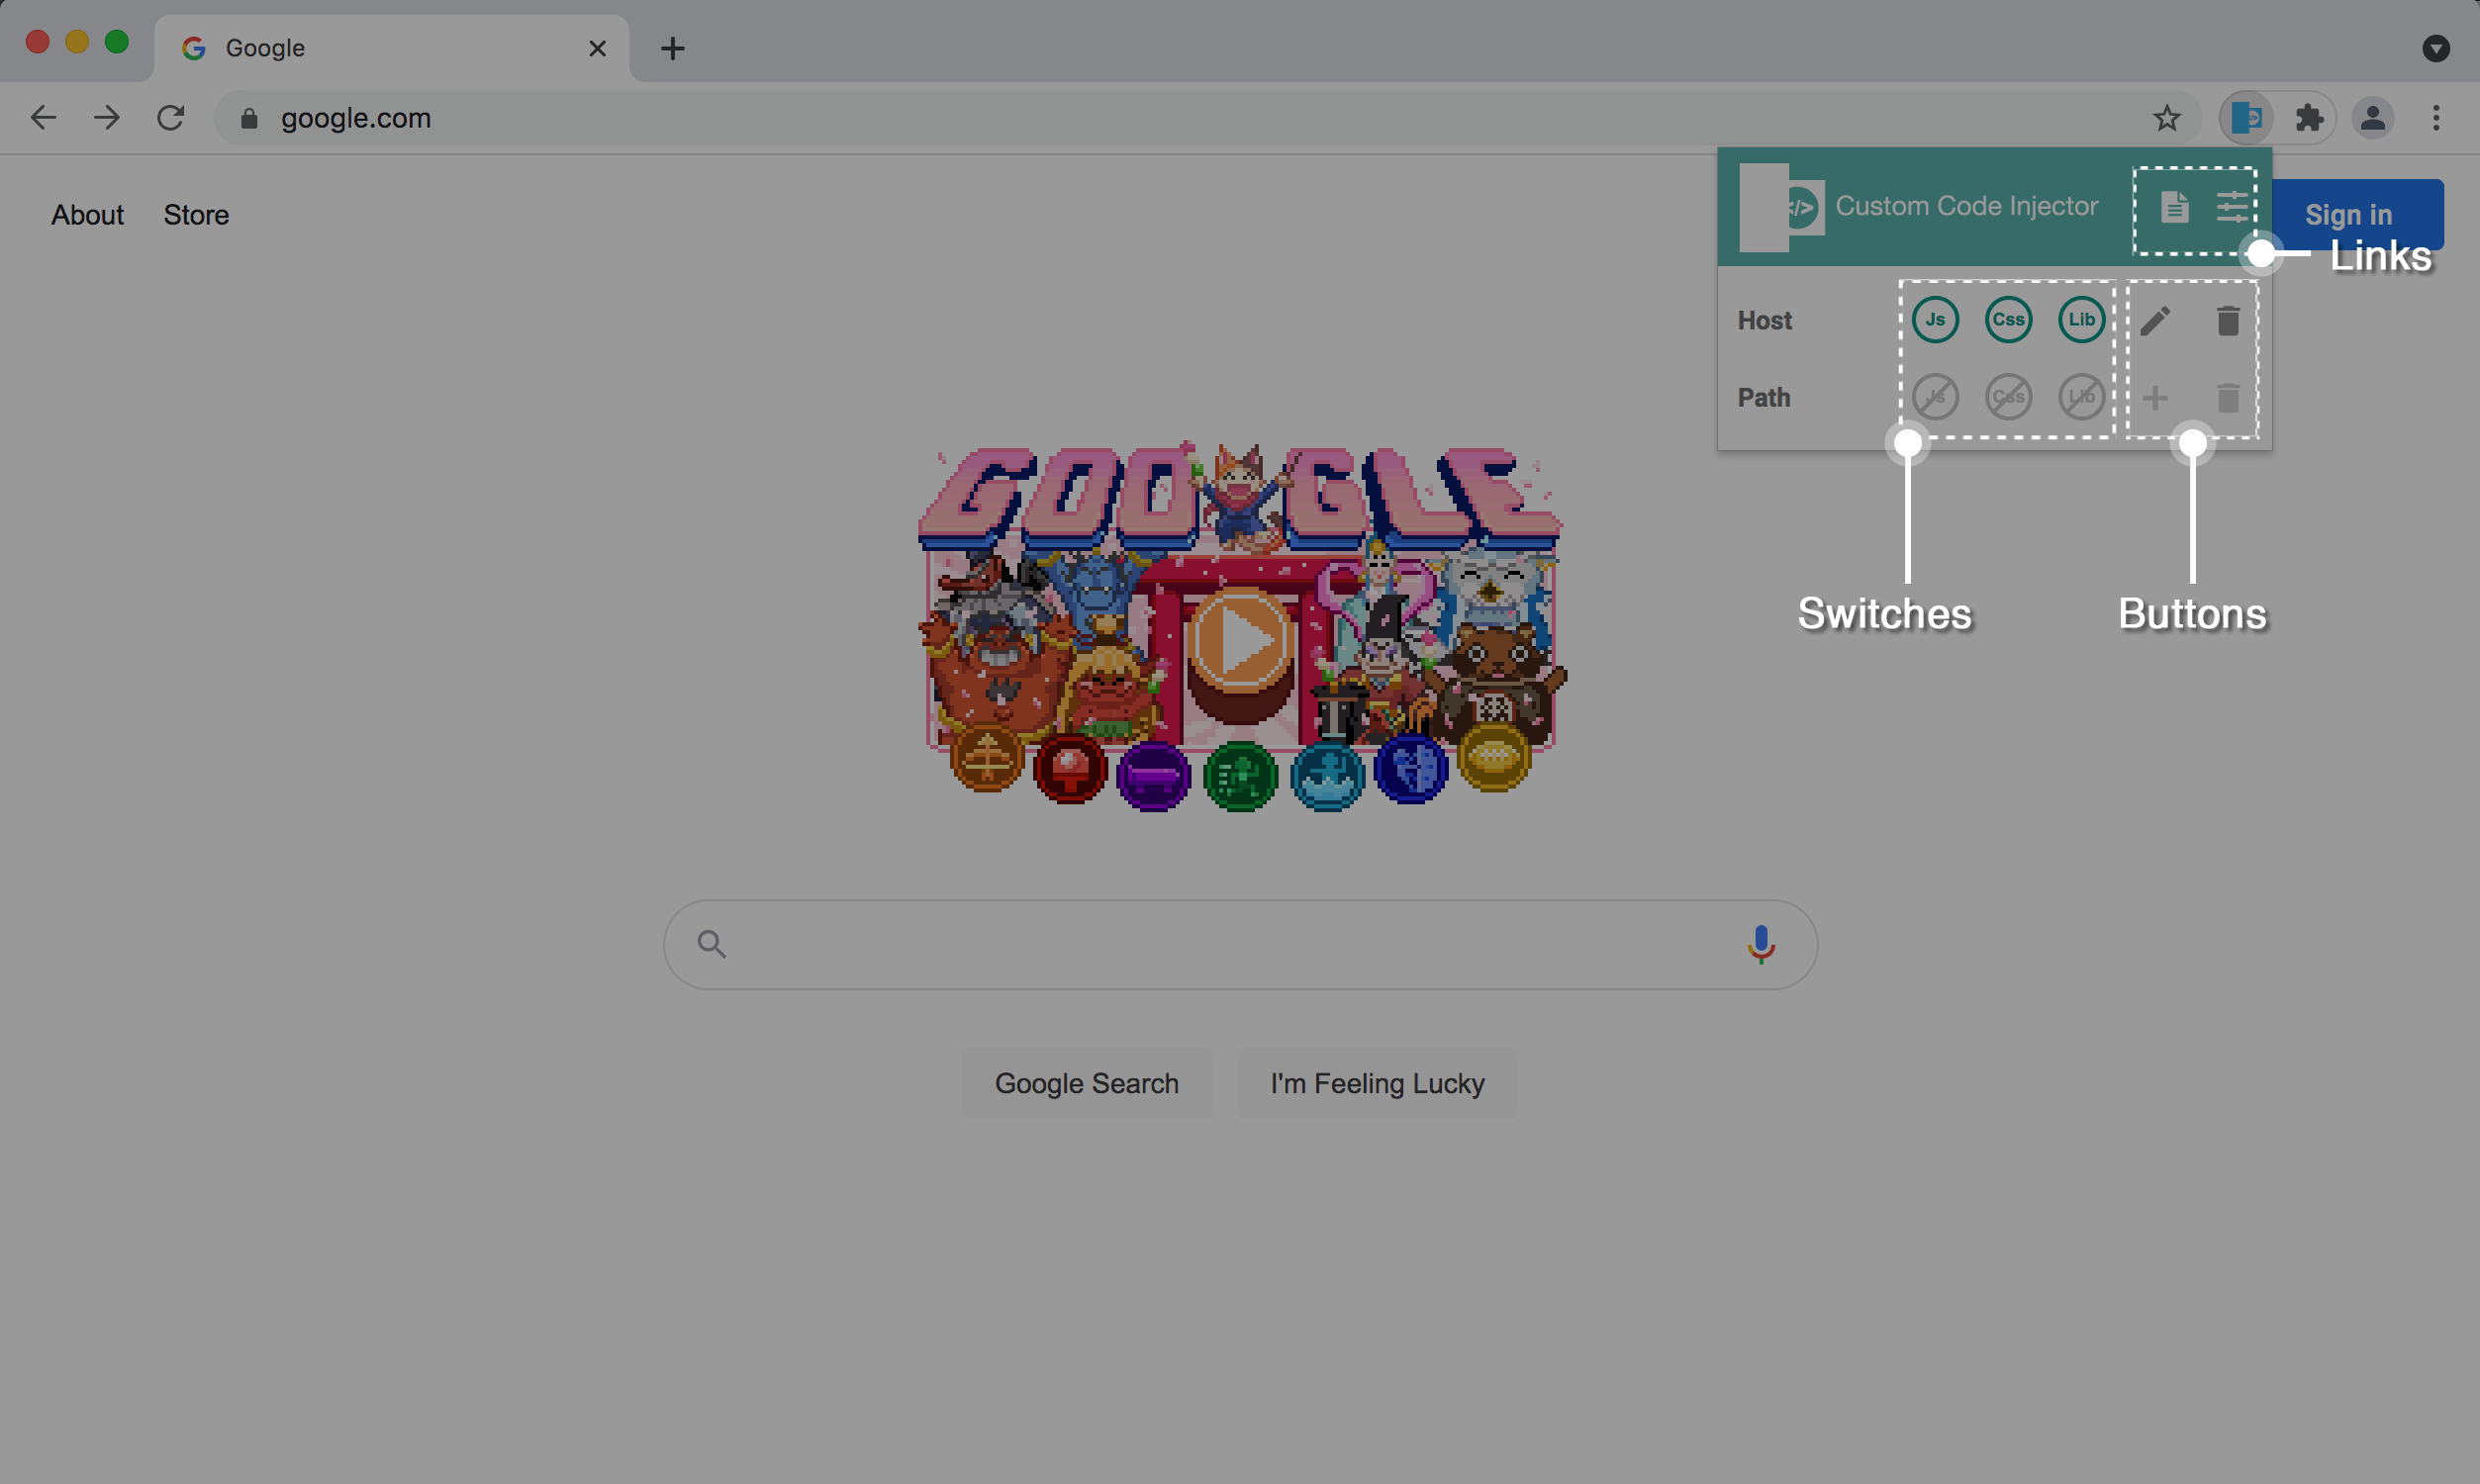 Google
google.com
About Store
</> Custom Code Injector
Sign in
Links
Host Js Css Lib
Path Js Css Lib
GOOGLE
Switches
Buttons
Google Search I'm Feeling Lucky